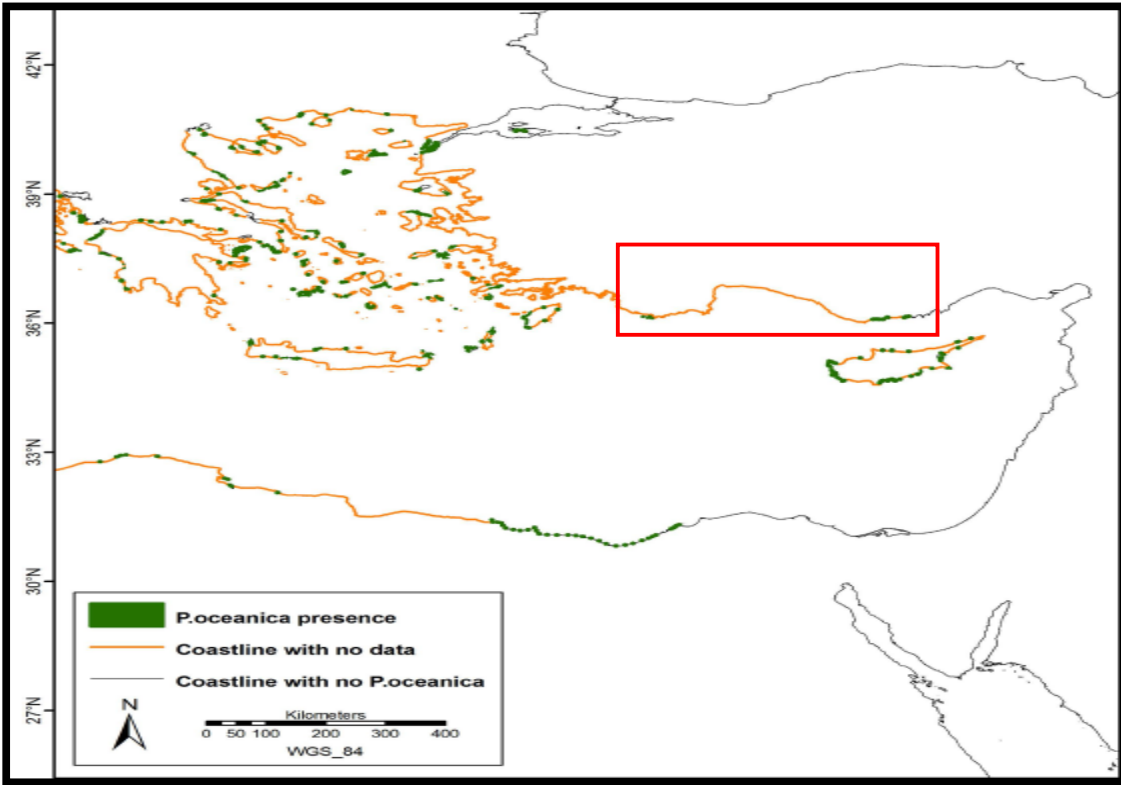 42°N
39°N
36°N
33°N
30°N
27°N
P.oceanica presence
Coastline with no data
Coastline with no P.oceanica
N
Kilometers
0 50 100 200 300 400
WGS_84